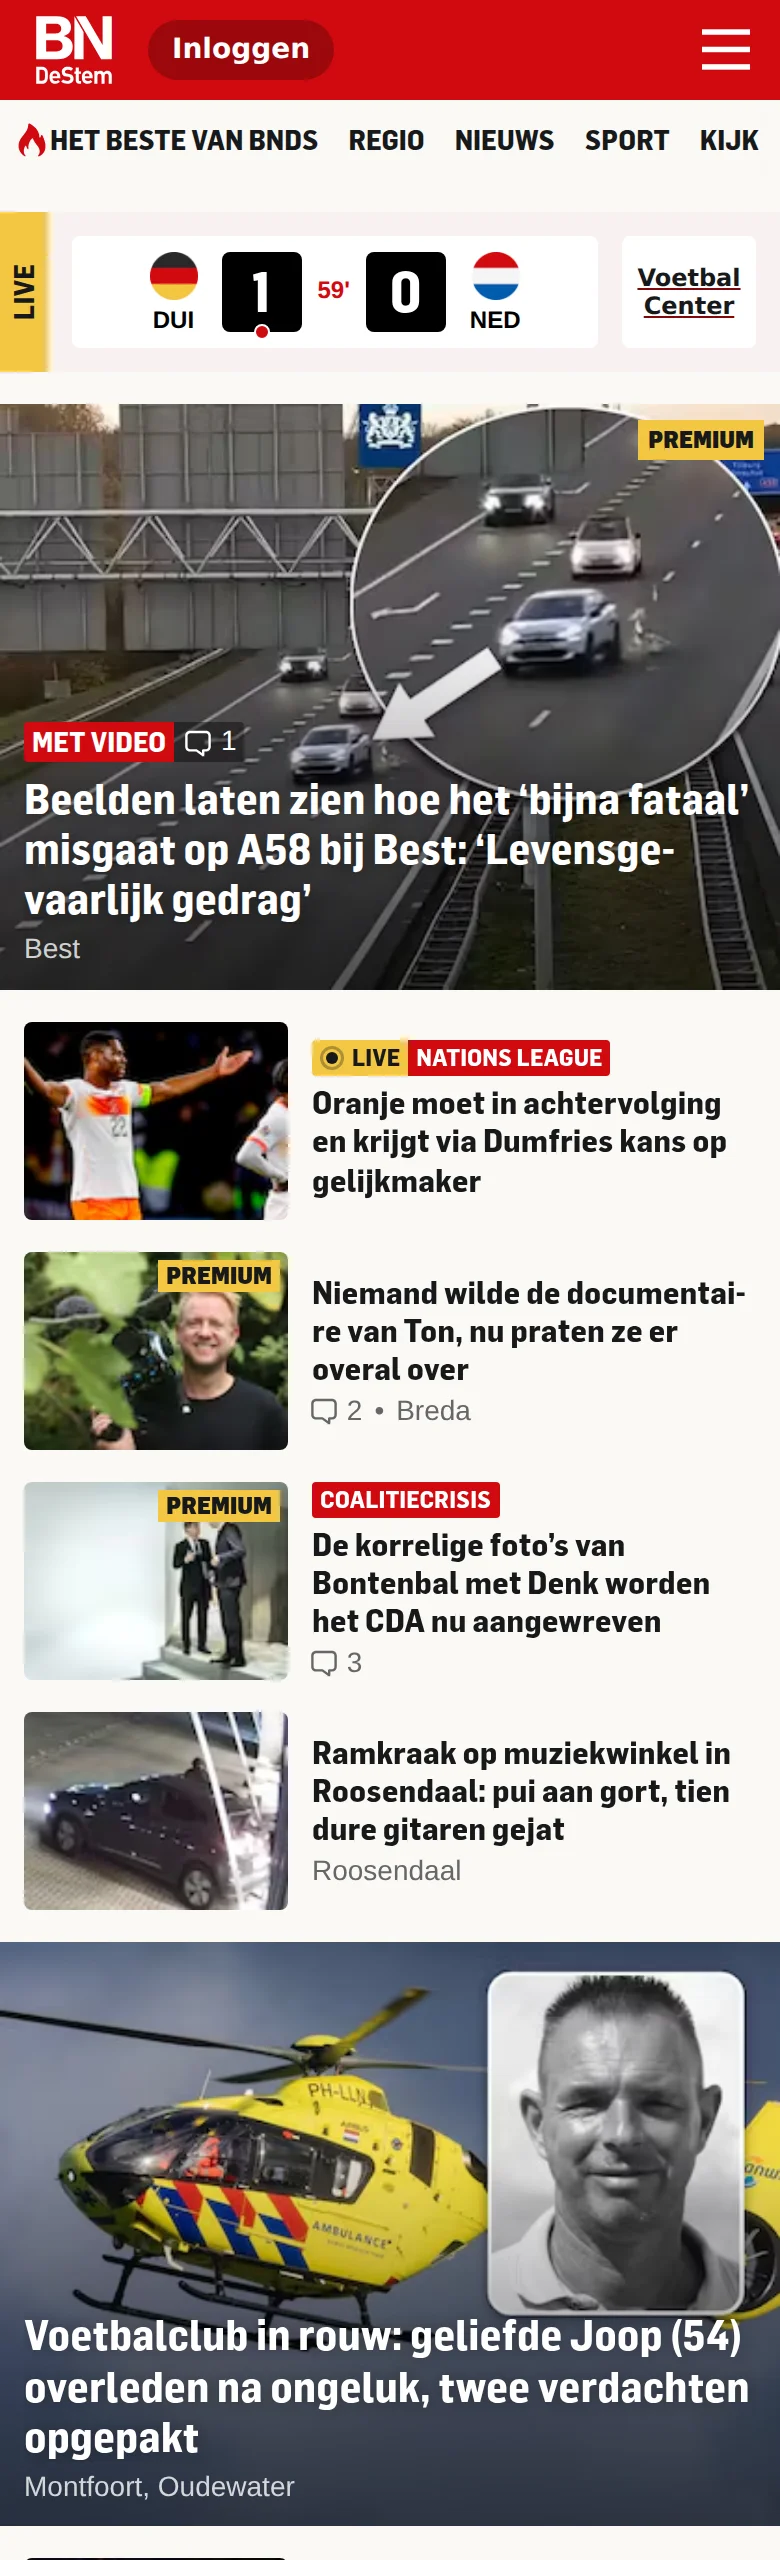 BN
DeStem
Inloggen
HET BESTE VAN BNDS REGIO NIEUWS SPORT KIJK
LIVE
DUI 1 59' 0 NED
Voetbal
Center
PREMIUM
MET VIDEO 1
Beelden laten zien hoe het ‘bijna fataal’
misgaat op A58 bij Best: ‘Levensge-
vaarlijk gedrag’
Best
LIVE NATIONS LEAGUE
Oranje moet in achtervolging
en krijgt via Dumfries kans op
gelijkmaker
22
PREMIUM
Niemand wilde de documentai-
re van Ton, nu praten ze er
overal over
2 • Breda
PREMIUM
COALITIECRISIS
De korrelige foto’s van
Bontenbal met Denk worden
het CDA nu aangewreven
3
Ramkraak op muziekwinkel in
Roosendaal: pui aan gort, tien
dure gitaren gejat
Roosendaal
PH-LLN
AMBULANCE
anwb
Voetbalclub in rouw: geliefde Joop (54)
overleden na ongeluk, twee verdachten
opgepakt
Montfoort, Oudewater